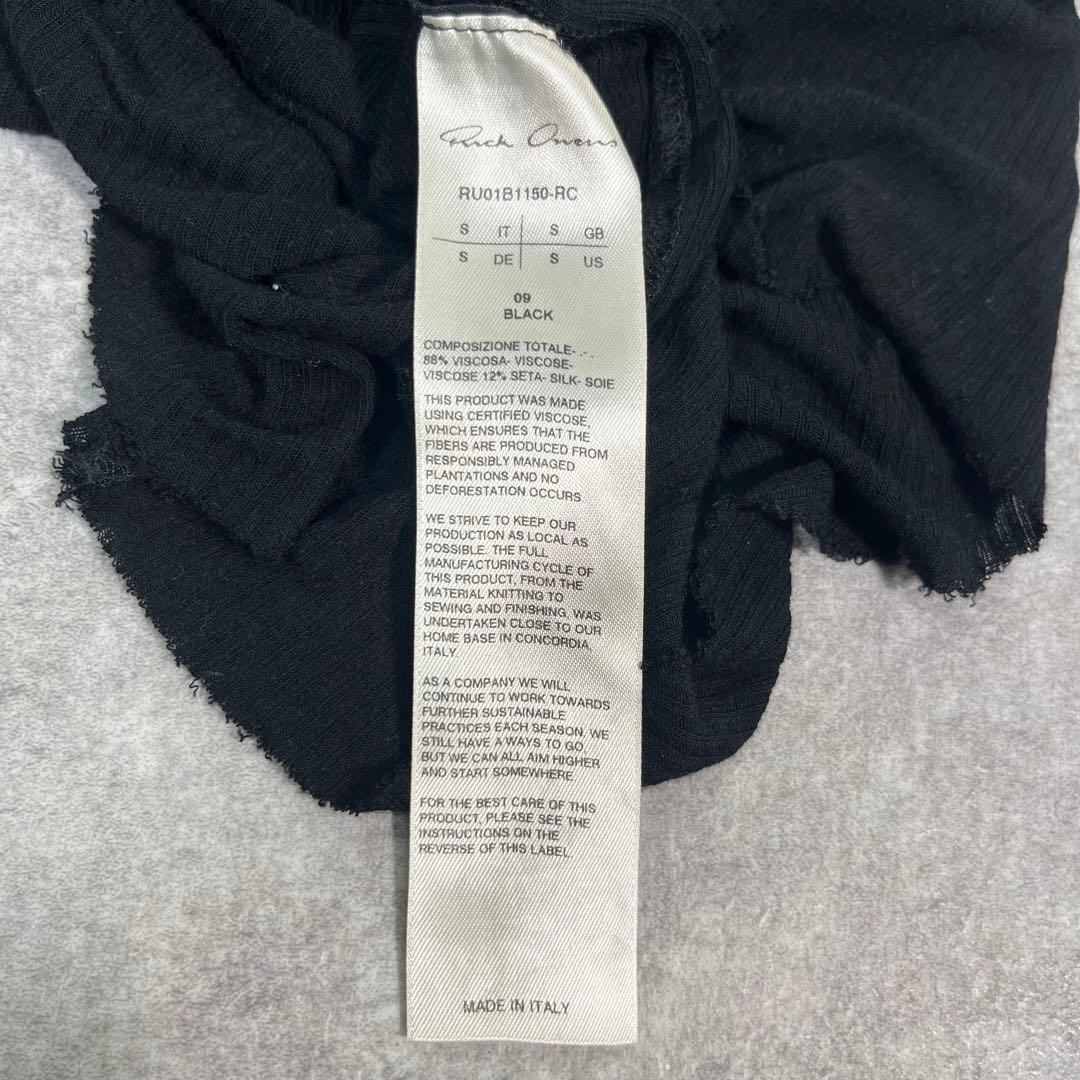 Rick Owens
RU01B1150-RC
S IT S GB
S DE S US
09
BLACK
COMPOSIZIONE TOTALE- .- .
88% VISCOSA- VISCOSE-
VISCOSE 12% SETA- SILK- SOIE
THIS PRODUCT WAS MADE
USING CERTIFIED VISCOSE,
WHICH ENSURES THAT THE
FIBERS ARE PRODUCED FROM
RESPONSIBLY MANAGED
PLANTATIONS AND NO
DEFORESTATION OCCURS
WE STRIVE TO KEEP OUR
PRODUCTION AS LOCAL AS
POSSIBLE. THE FULL
MANUFACTURING CYCLE OF
THIS PRODUCT, FROM THE
MATERIAL KNITTING TO
SEWING AND FINISHING, WAS
UNDERTAKEN CLOSE TO OUR
HOME BASE IN CONCORDIA,
ITALY.
AS A COMPANY WE WILL
CONTINUE TO WORK TOWARDS
FURTHER SUSTAINABLE
PRACTICES EACH SEASON. WE
STILL HAVE A WAYS TO GO,
BUT WE CAN ALL AIM HIGHER
AND START SOMEWHERE.
FOR THE BEST CARE OF THIS
PRODUCT, PLEASE SEE THE
INSTRUCTIONS ON THE
REVERSE OF THIS LABEL.
MADE IN ITALY